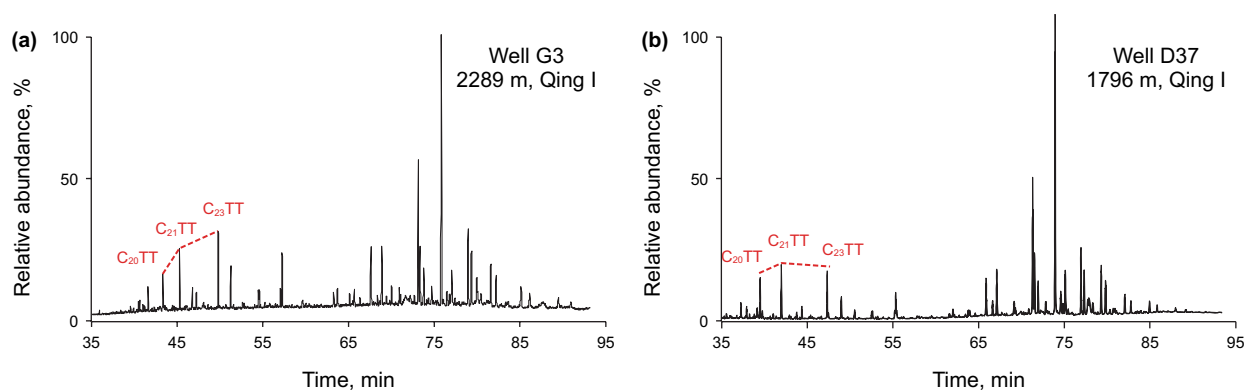 (a)
Well G3
2289 m, Qing I
Relative abundance, %
100
50
0
C₂₀TT
C₂₁TT
C₂₃TT
35 45 55 65 75 85 95
Time, min
(b)
Well D37
1796 m, Qing I
Relative abundance, %
100
50
0
C₂₀TT
C₂₁TT
C₂₃TT
35 45 55 65 75 85 95
Time, min